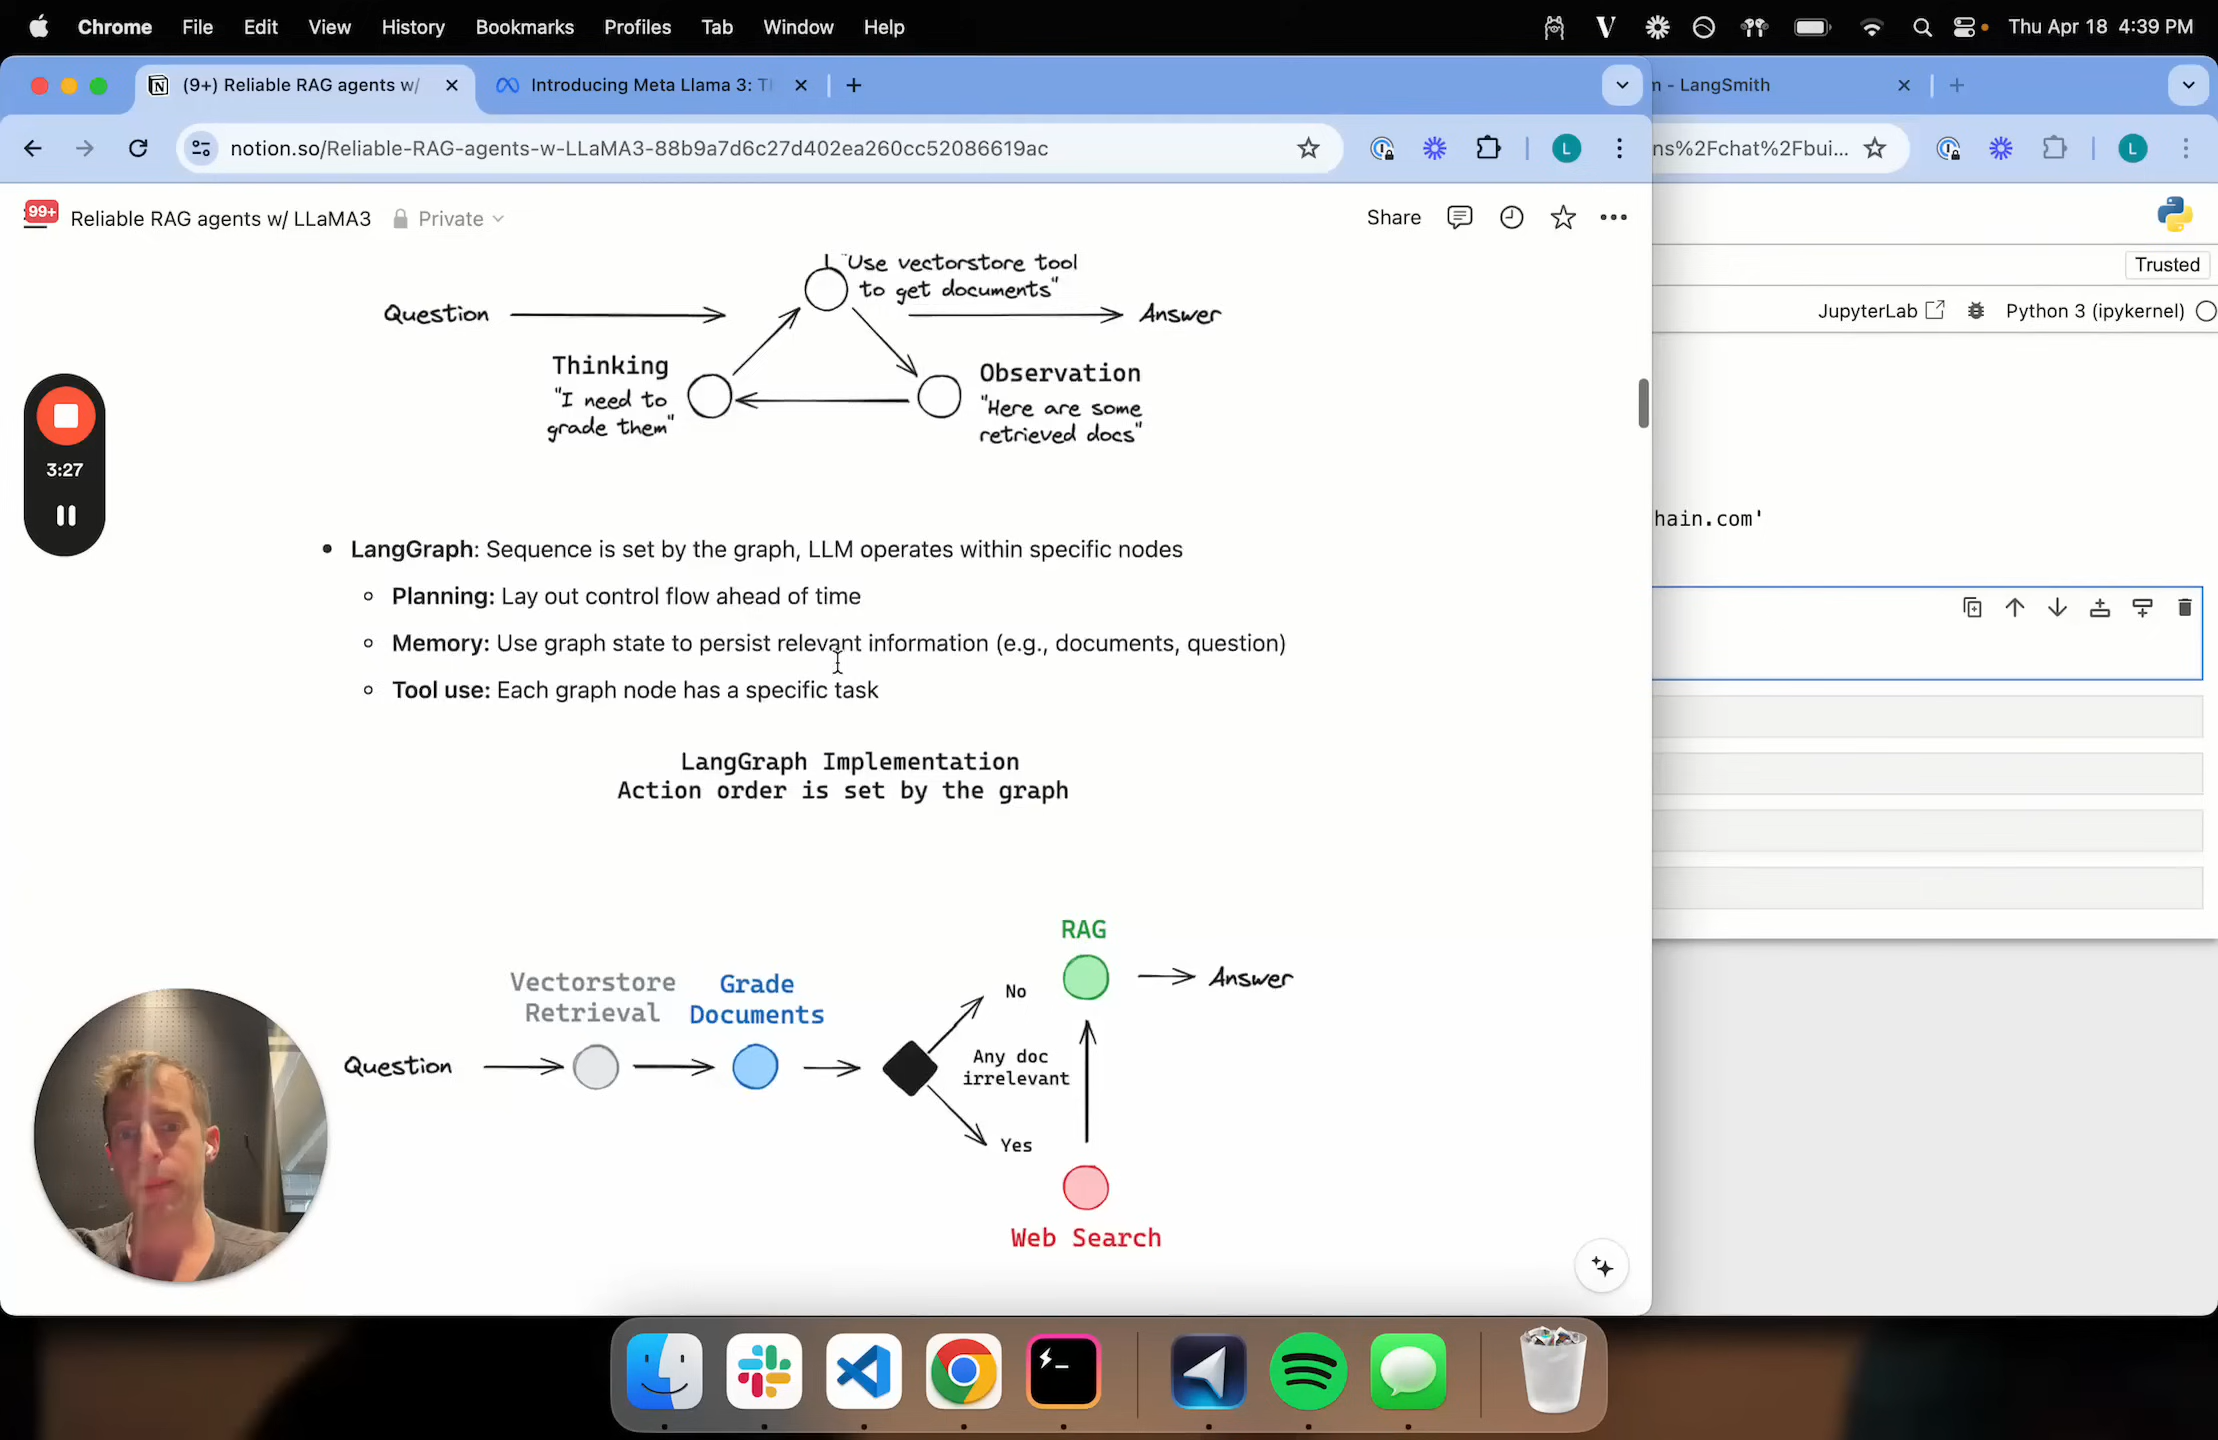 Chrome File Edit View History Bookmarks Profiles Tab Window Help
V
Thu Apr 18 4:39 PM
(9+) Reliable RAG agents w/
Introducing Meta Llama 3: T
m - LangSmith
notion.so/Reliable-RAG-agents-w-LLaMA3-88b9a7d6c27d402ea260cc52086619ac
L
ns%2Fchat%2Fbui...
L
99+
Reliable RAG agents w/ LLaMA3
Private
Share
Trusted
JupyterLab
Python 3 (ipykernel)
hain.com'
3:27
"Use vectorstore tool
to get documents"
Question
Answer
Thinking
"I need to
grade them"
Observation
"Here are some
retrieved docs"
• LangGraph: Sequence is set by the graph, LLM operates within specific nodes
◦ Planning: Lay out control flow ahead of time
◦ Memory: Use graph state to persist relevant information (e.g., documents, question)
◦ Tool use: Each graph node has a specific task
LangGraph Implementation
Action order is set by the graph
RAG
Answer
No
Vectorstore
Retrieval
Grade
Documents
Question
Any doc
irrelevant
Yes
Web Search